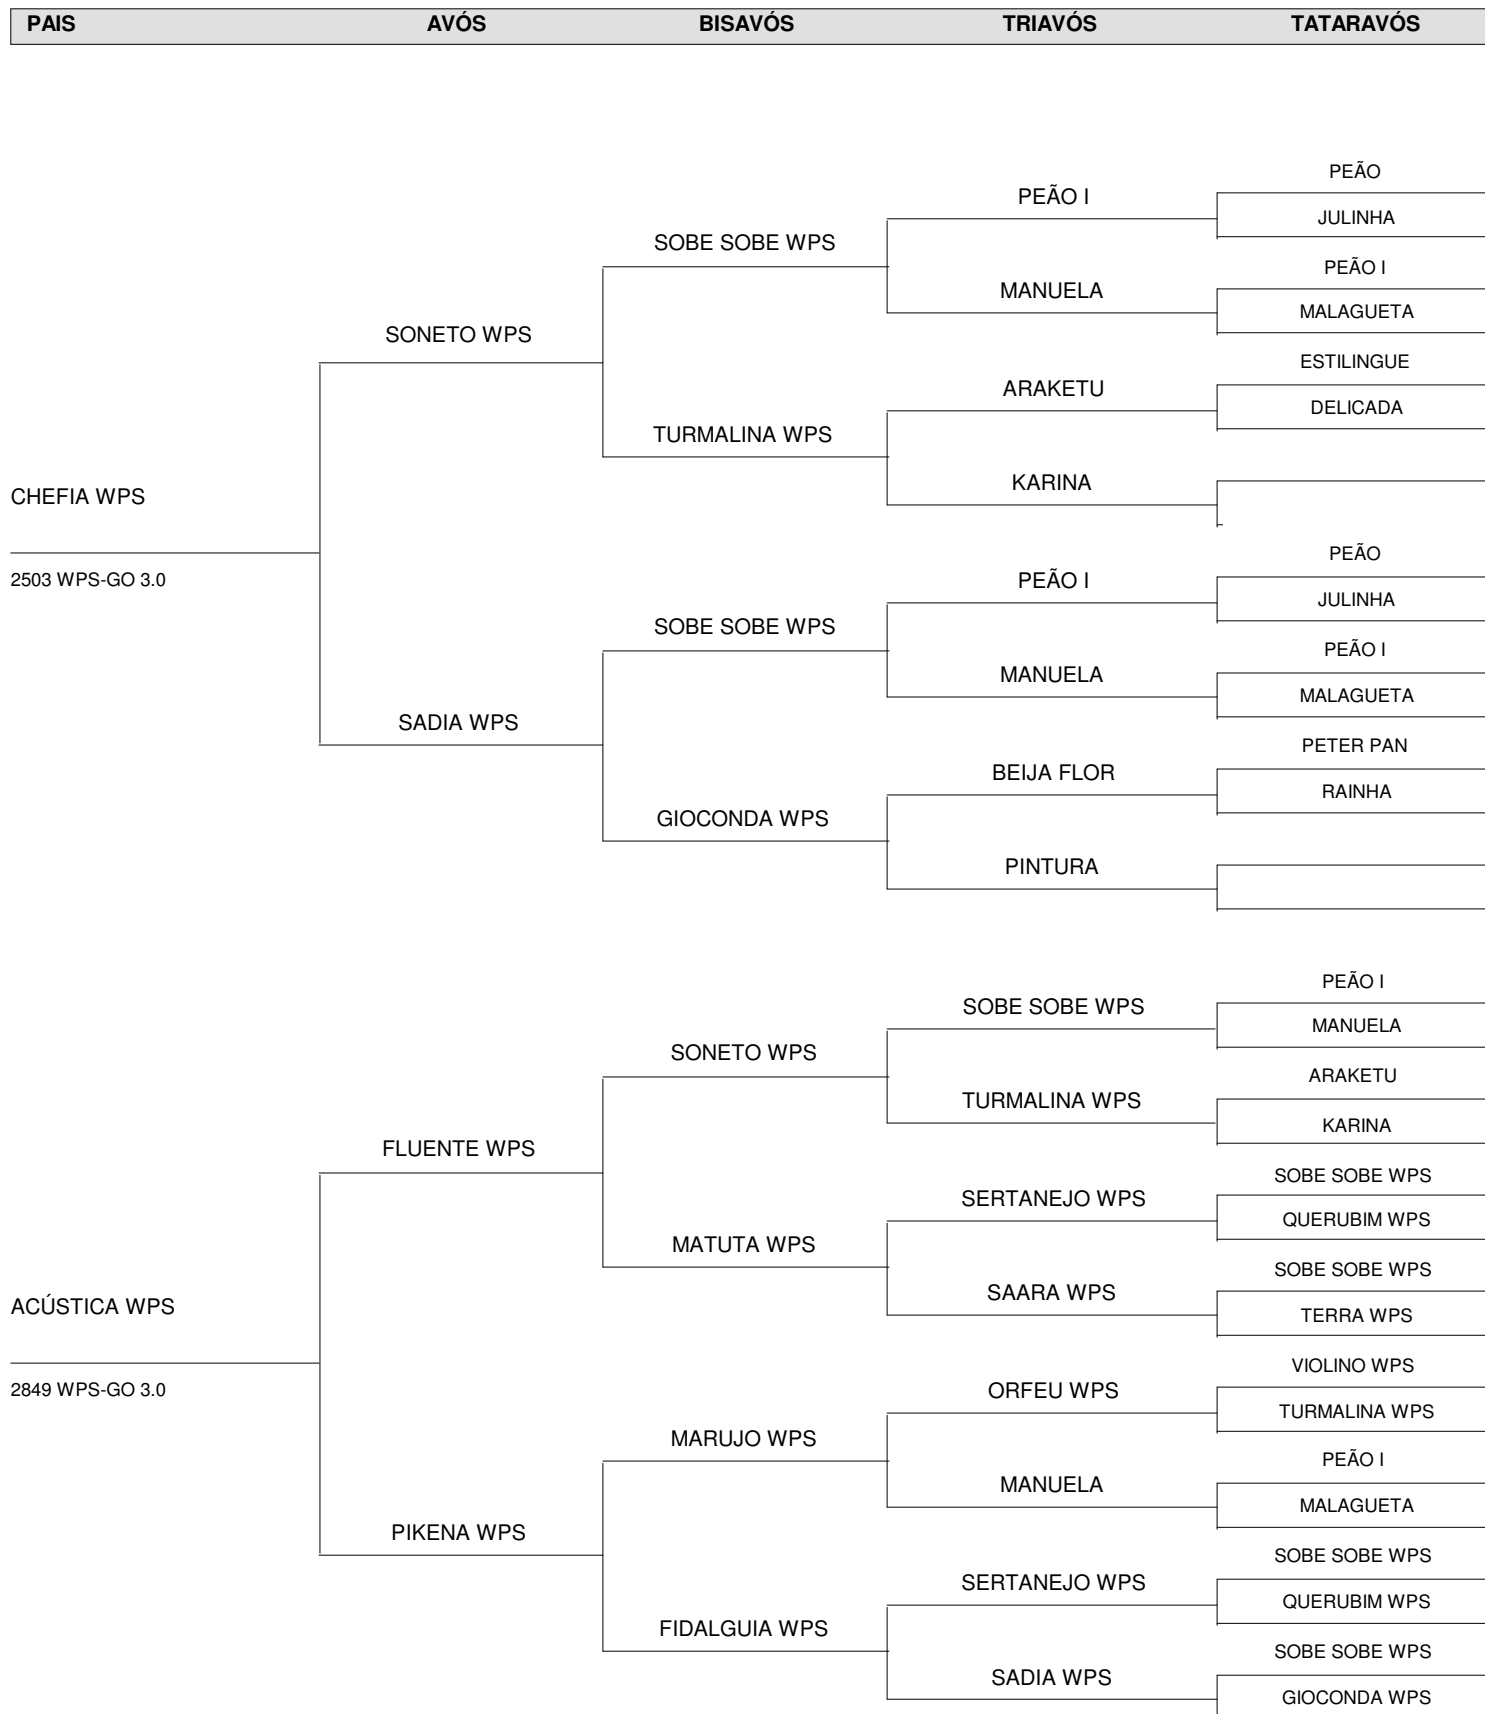 PAIS AVÓS BISAVÓS TRIAVÓS TATARAVÓS
PEÃO
PEÃO I
JULINHA
SOBE SOBE WPS
PEÃO I
MANUELA
MALAGUETA
SONETO WPS
ESTILINGUE
ARAKETU
DELICADA
TURMALINA WPS
KARINA
CHEFIA WPS
PEÃO
2503 WPS-GO 3.0
PEÃO I
JULINHA
SOBE SOBE WPS
PEÃO I
MANUELA
MALAGUETA
SADIA WPS
PETER PAN
BEIJA FLOR
RAINHA
GIOCONDA WPS
PINTURA
PEÃO I
SOBE SOBE WPS
MANUELA
SONETO WPS
ARAKETU
TURMALINA WPS
KARINA
FLUENTE WPS
SOBE SOBE WPS
SERTANEJO WPS
QUERUBIM WPS
MATUTA WPS
SOBE SOBE WPS
SAARA WPS
ACÚSTICA WPS
TERRA WPS
VIOLINO WPS
2849 WPS-GO 3.0
ORFEU WPS
TURMALINA WPS
MARUJO WPS
PEÃO I
MANUELA
MALAGUETA
PIKENA WPS
SOBE SOBE WPS
SERTANEJO WPS
QUERUBIM WPS
FIDALGUIA WPS
SOBE SOBE WPS
SADIA WPS
GIOCONDA WPS